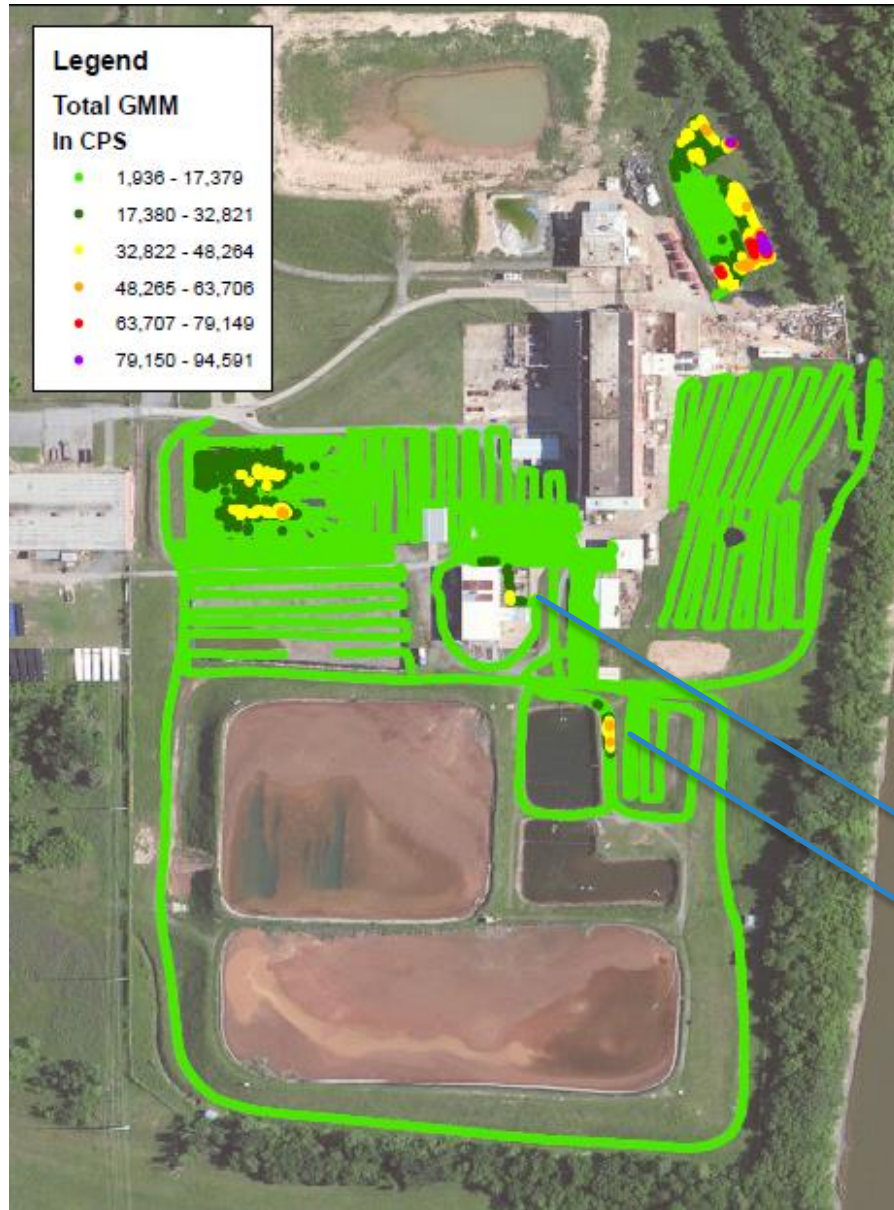 Legend
Total GMM
In CPS
1,936 - 17,379
17,380 - 32,821
32,822 - 48,264
48,265 - 63,706
63,707 - 79,149
79,150 - 94,591